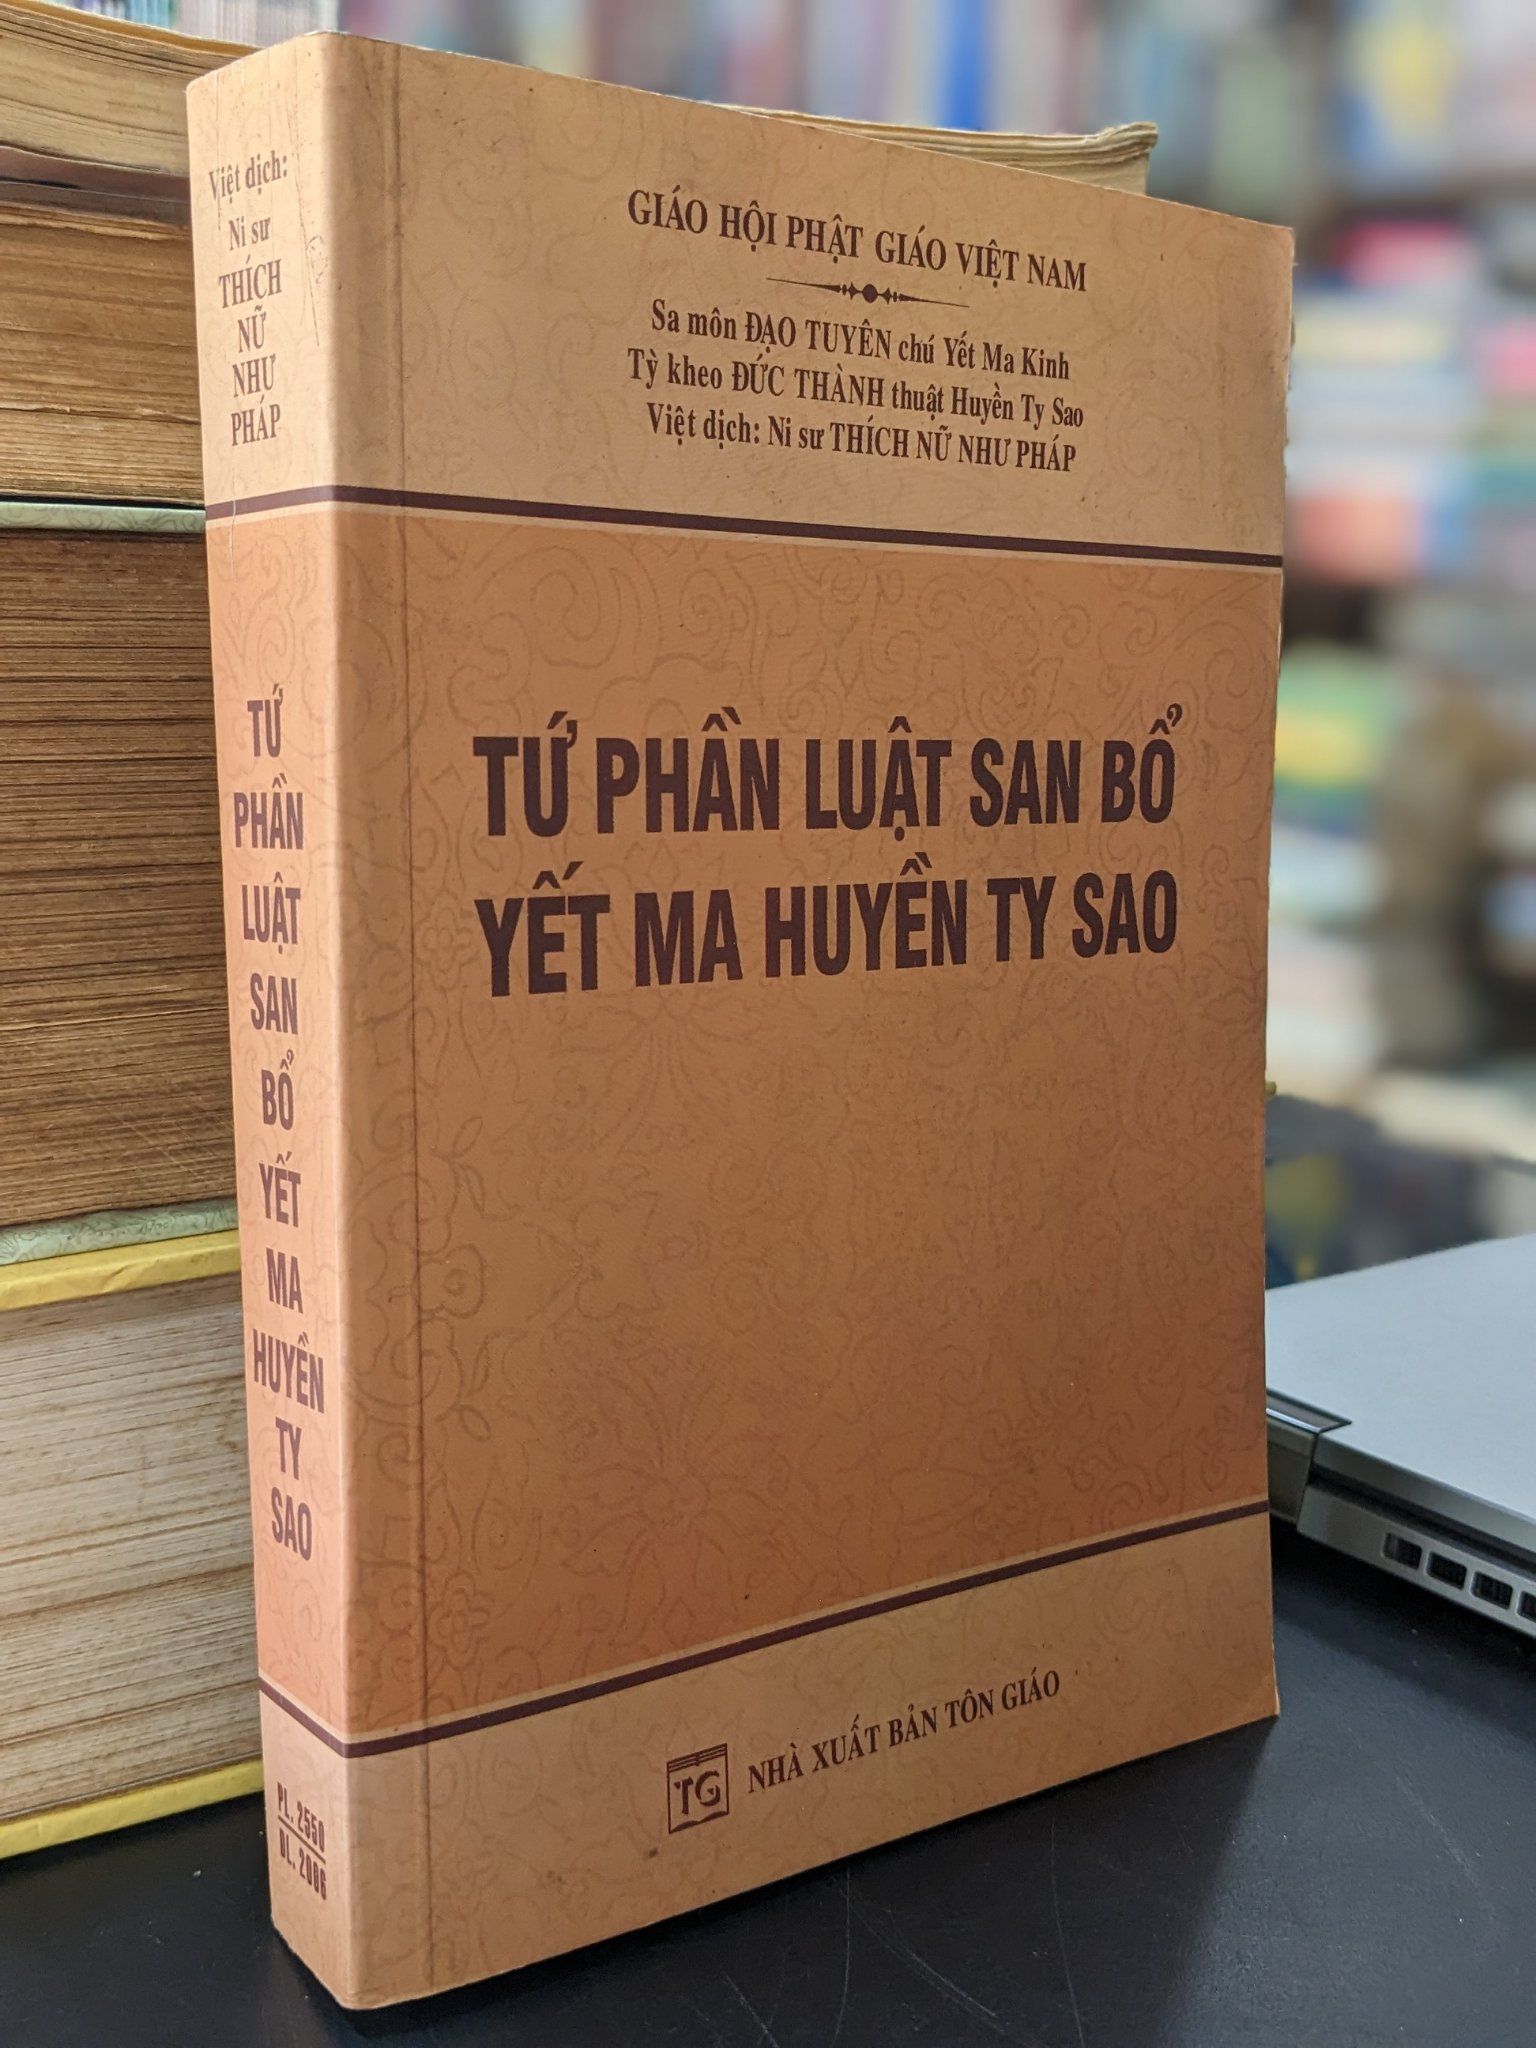 Việt dịch:
Ni sư
THÍCH
NỮ
NHƯ
PHÁP
TỨ
PHẦN
LUẬT
SAN
BỔ
YẾT
MA
HUYỀN
TY
SAO
PL. 2550
DL. 2006
GIÁO HỘI PHẬT GIÁO VIỆT NAM
Sa môn ĐẠO TUYÊN chú Yết Ma Kinh
Tỳ kheo ĐỨC THÀNH thuật Huyền Ty Sao
Việt dịch: Ni sư THÍCH NỮ NHƯ PHÁP
TỨ PHẦN LUẬT SAN BỔ
YẾT MA HUYỀN TY SAO
TG NHÀ XUẤT BẢN TÔN GIÁO